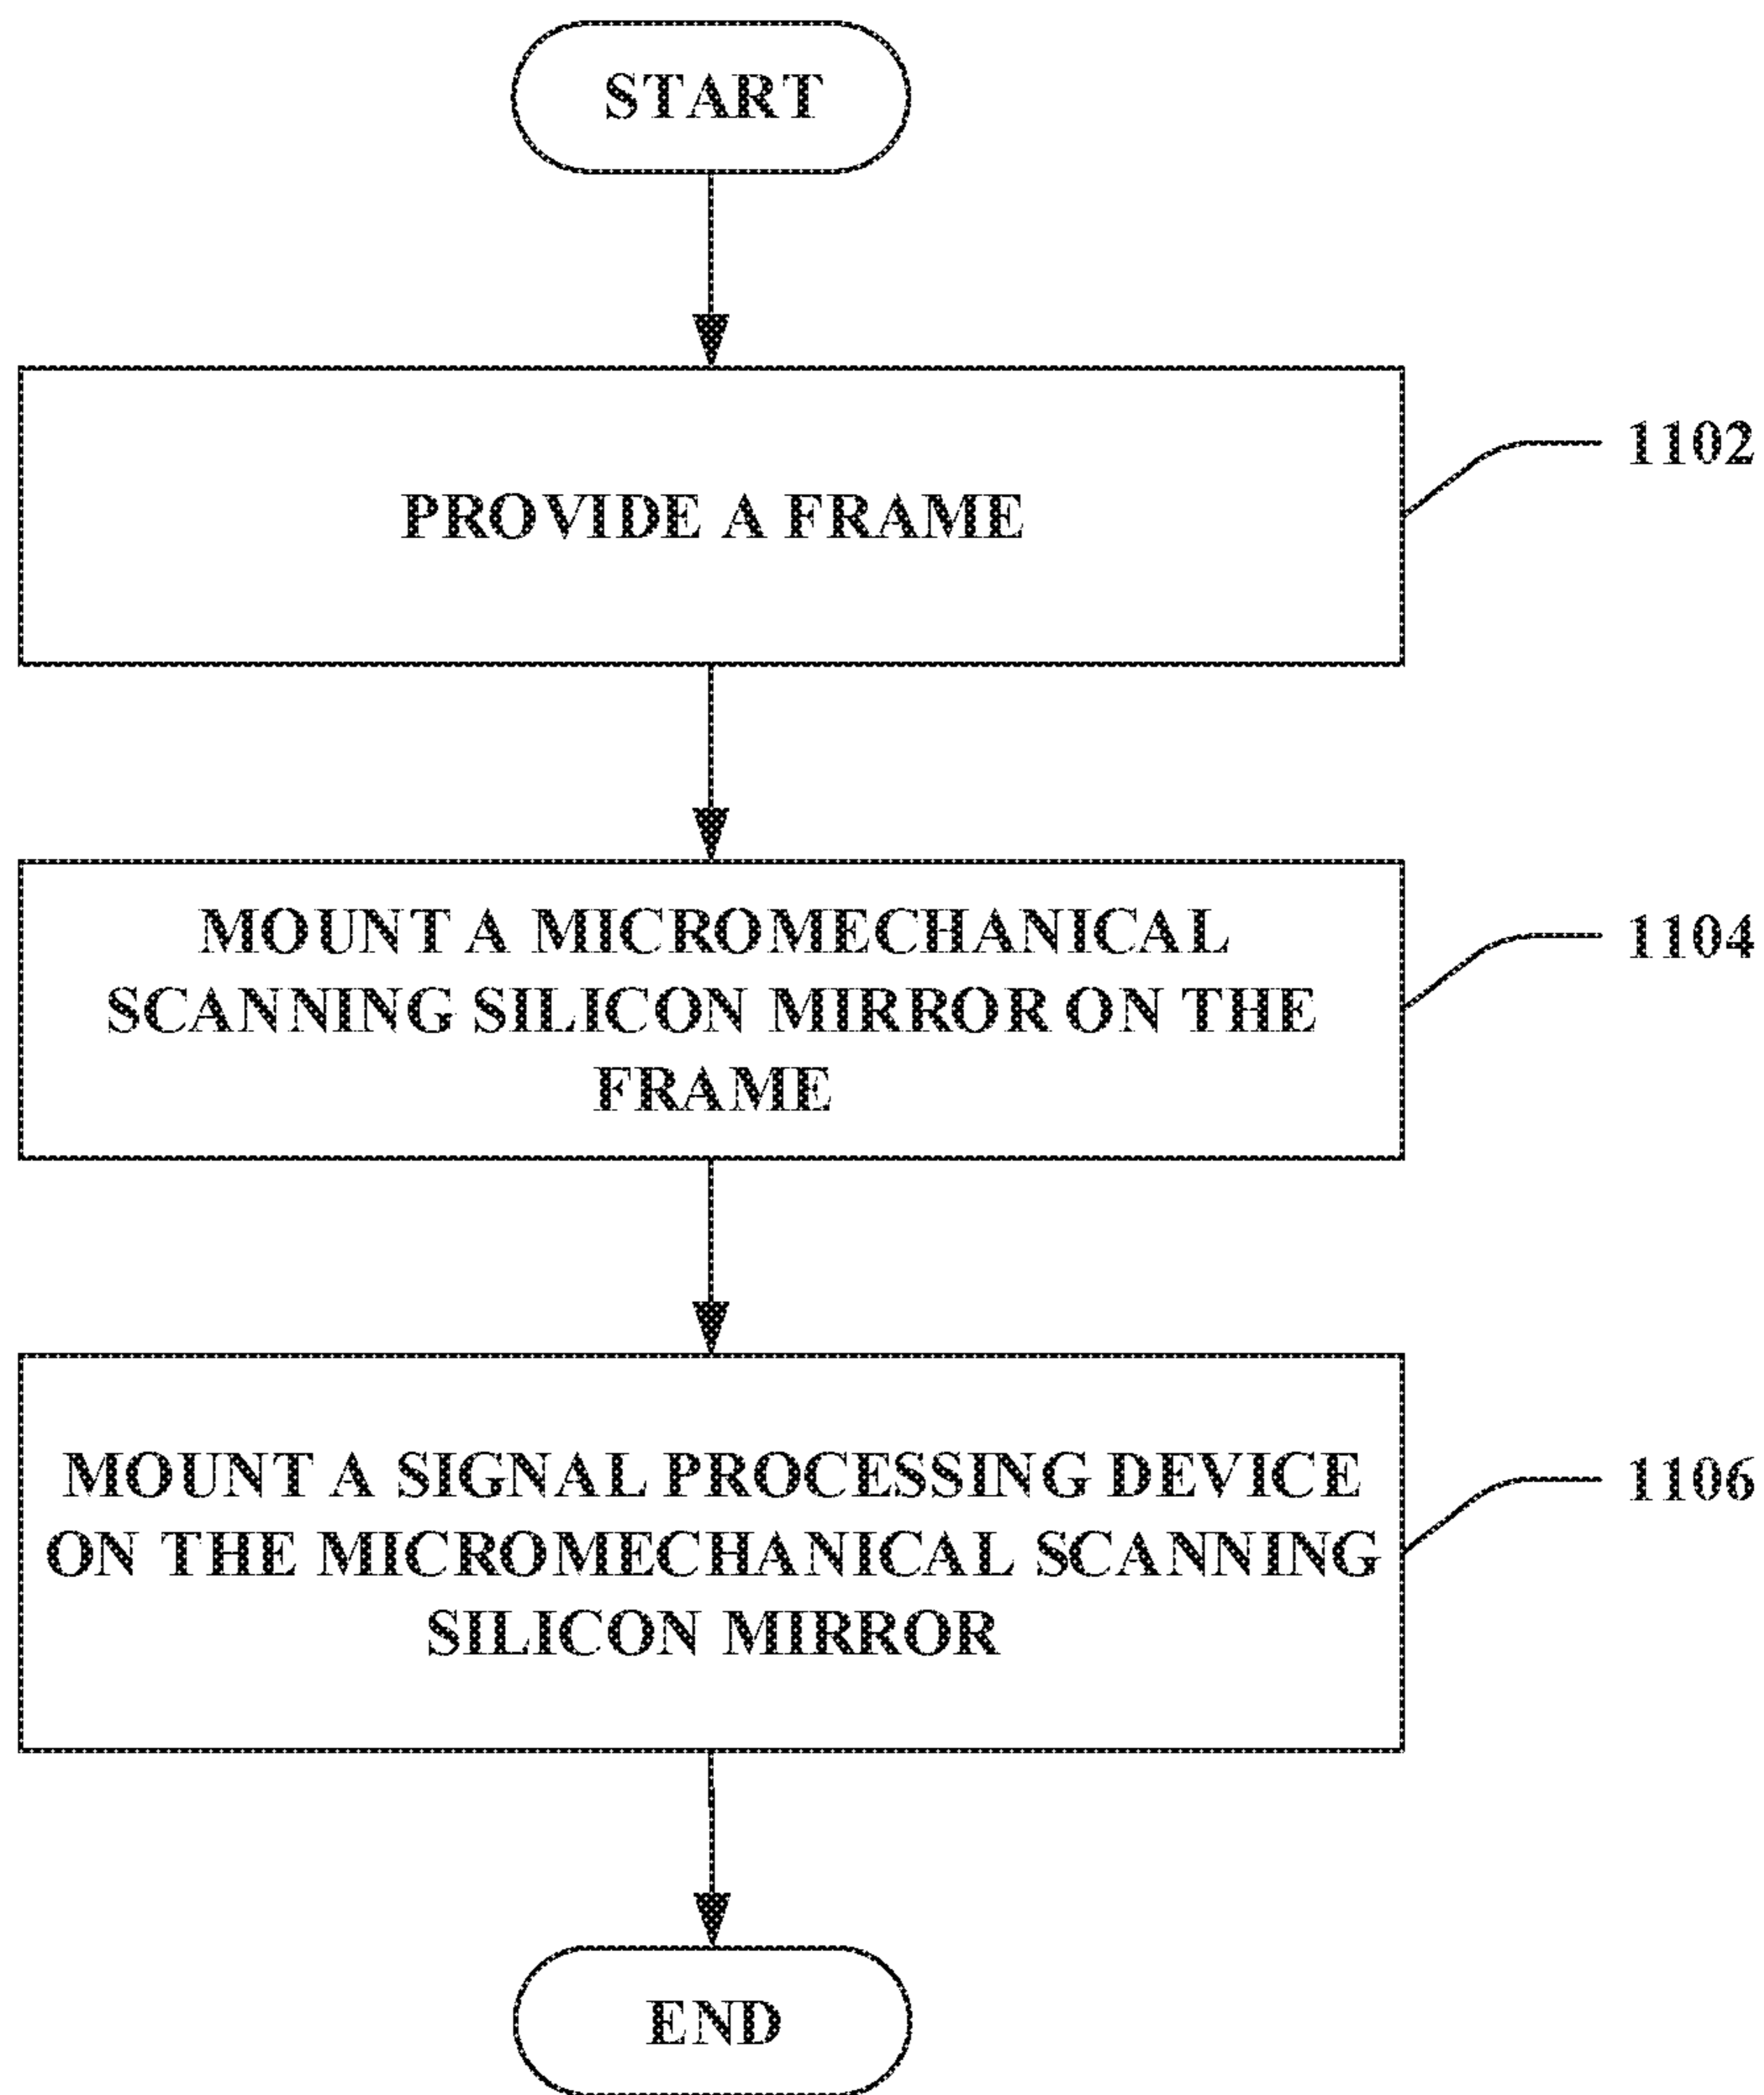 START
PROVIDE A FRAME
1102
MOUNT A MICROMECHANICAL
SCANNING SILICON MIRROR ON THE
FRAME
1104
MOUNT A SIGNAL PROCESSING DEVICE
ON THE MICROMECHANICAL SCANNING
SILICON MIRROR
1106
END